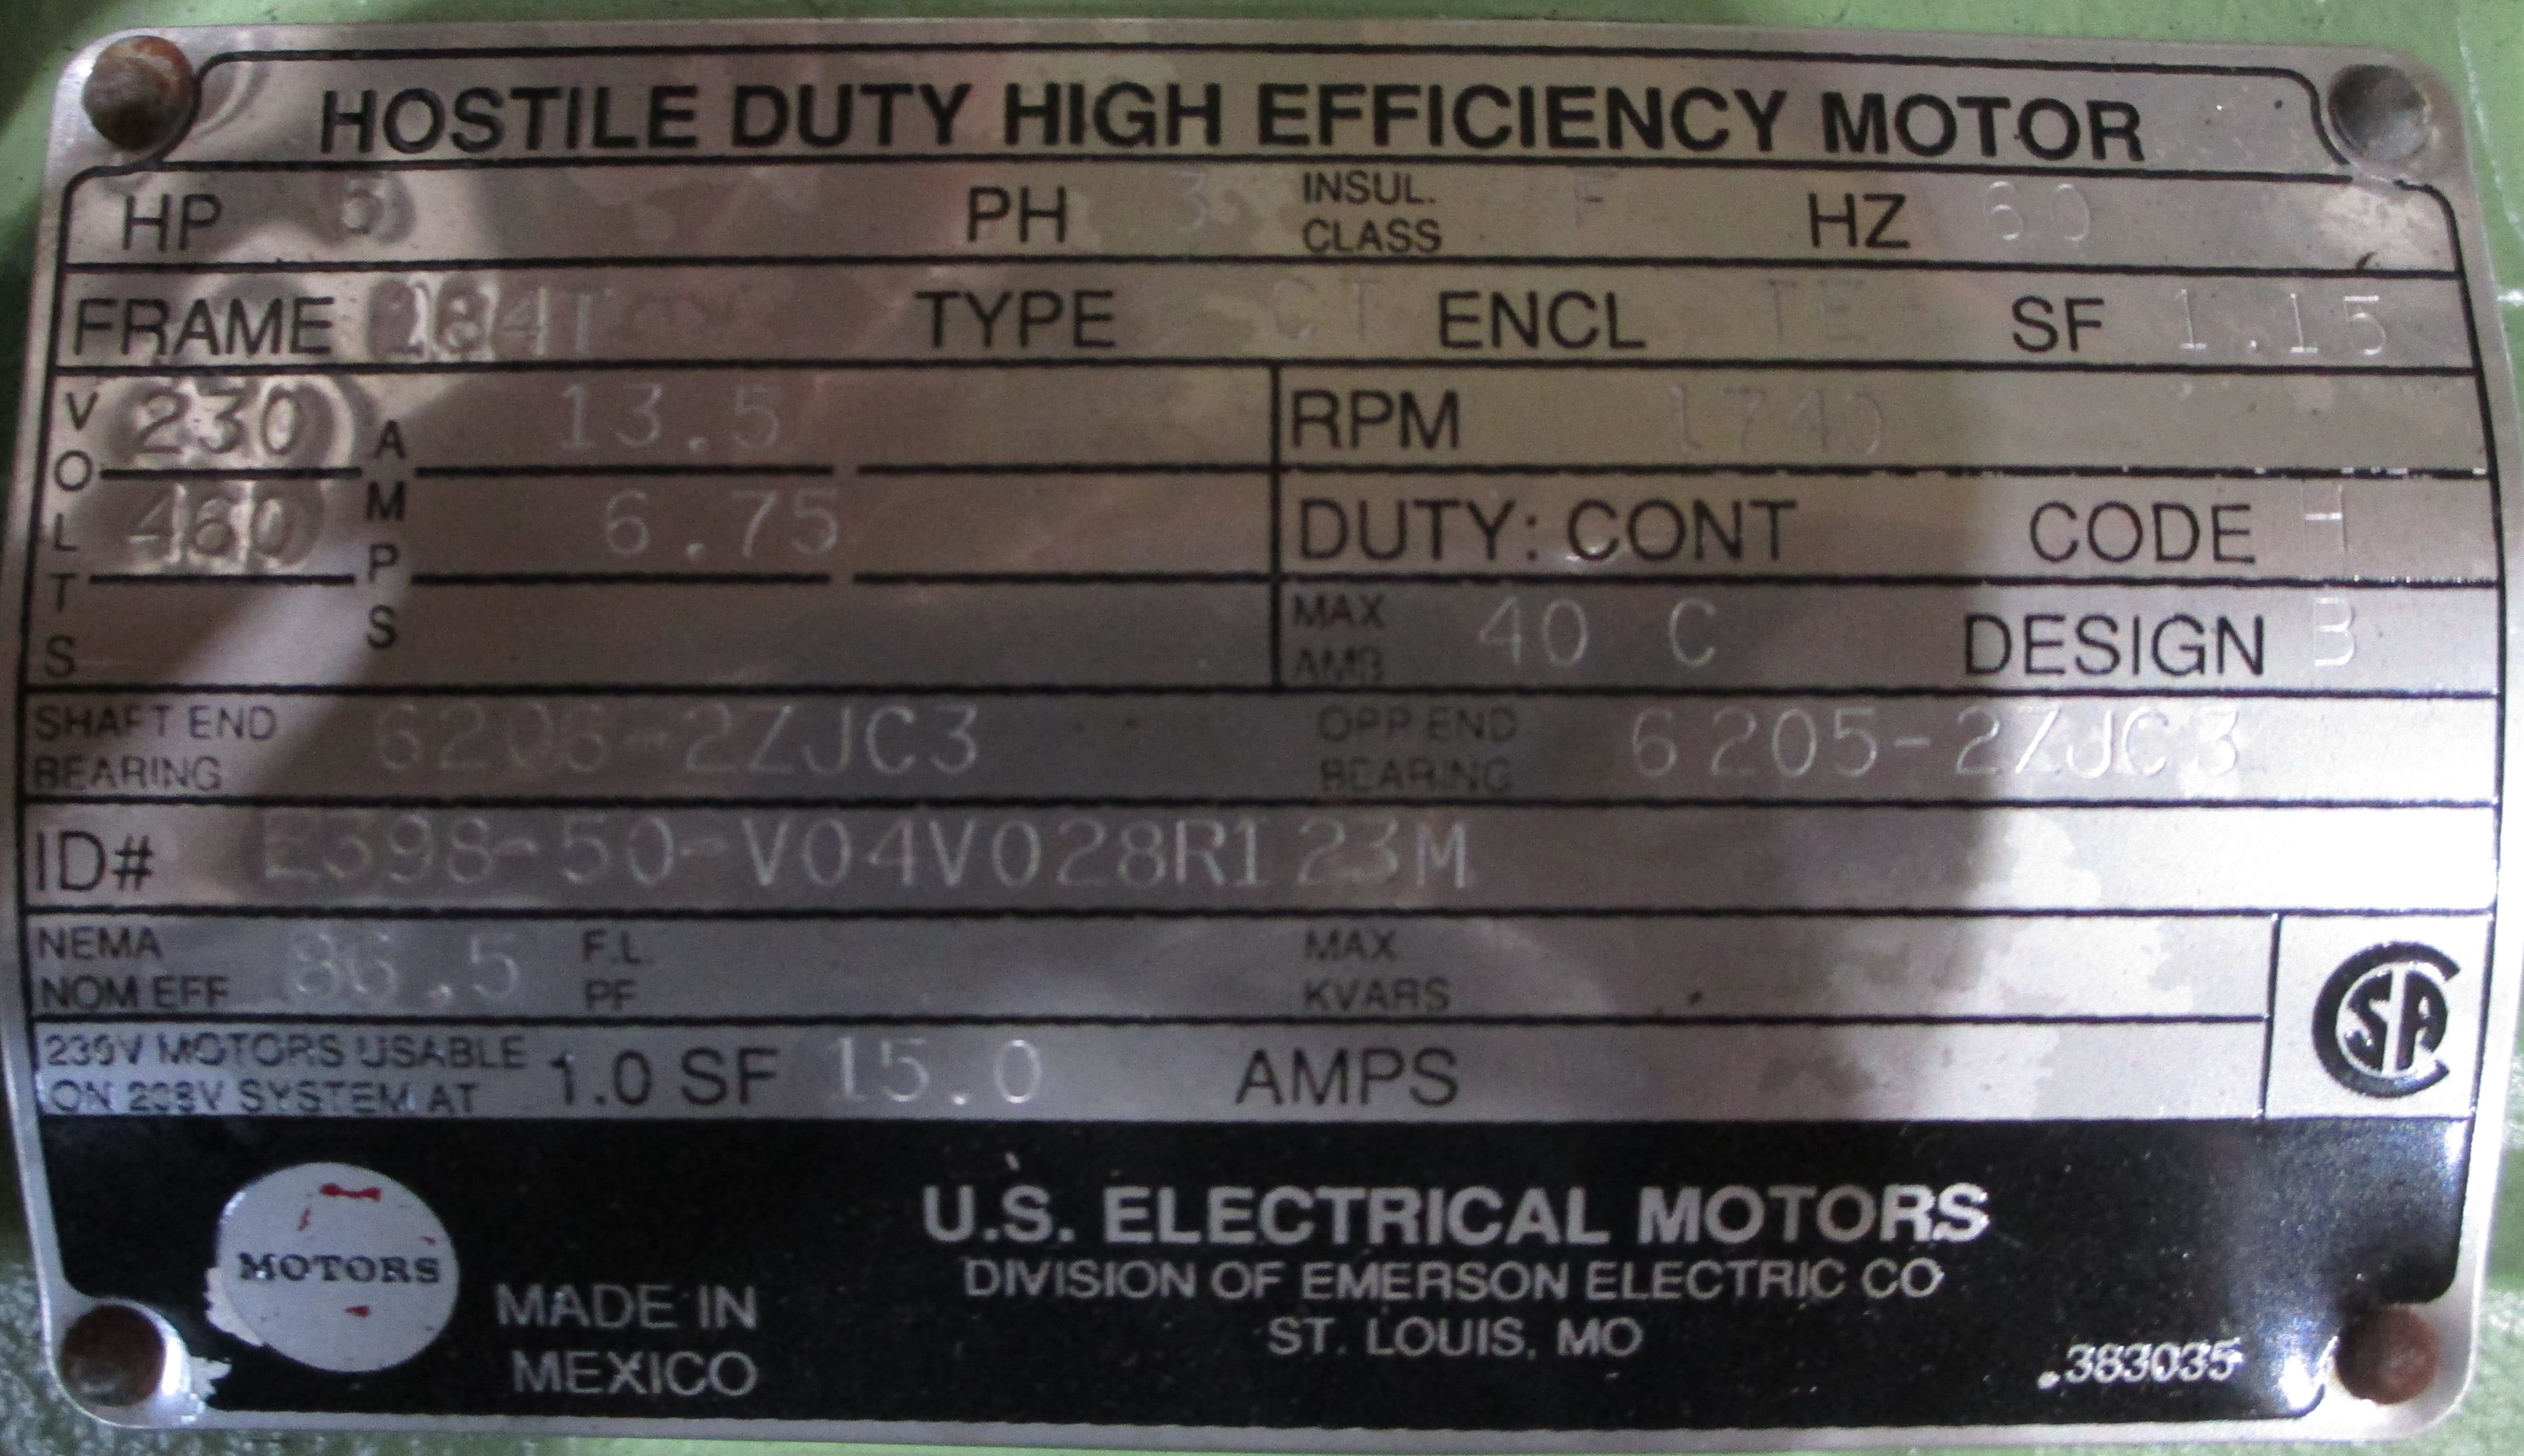 HOSTILE DUTY HIGH EFFICIENCY MOTOR
HP 5 PH 3 INSUL. CLASS F HZ 60
FRAME 184T TYPE CT ENCL TE SF 1.15
VOLTS 230 AMPS 13.5 RPM 1740
460 6.75 DUTY: CONT CODE H
MAX AMB 40 C DESIGN B
SHAFT END BEARING 6206-2ZJC3 OPP END BEARING 6205-2ZJC3
ID# E398-50-V04V028R123M
NEMA NOM EFF 86.5 F.L. PF MAX KVARS
230V MOTORS USABLE
ON 208V SYSTEM AT 1.0 SF 15.0 AMPS
SA
MOTORS
MADE IN
MEXICO
U.S. ELECTRICAL MOTORS
DIVISION OF EMERSON ELECTRIC CO
ST. LOUIS, MO
383035